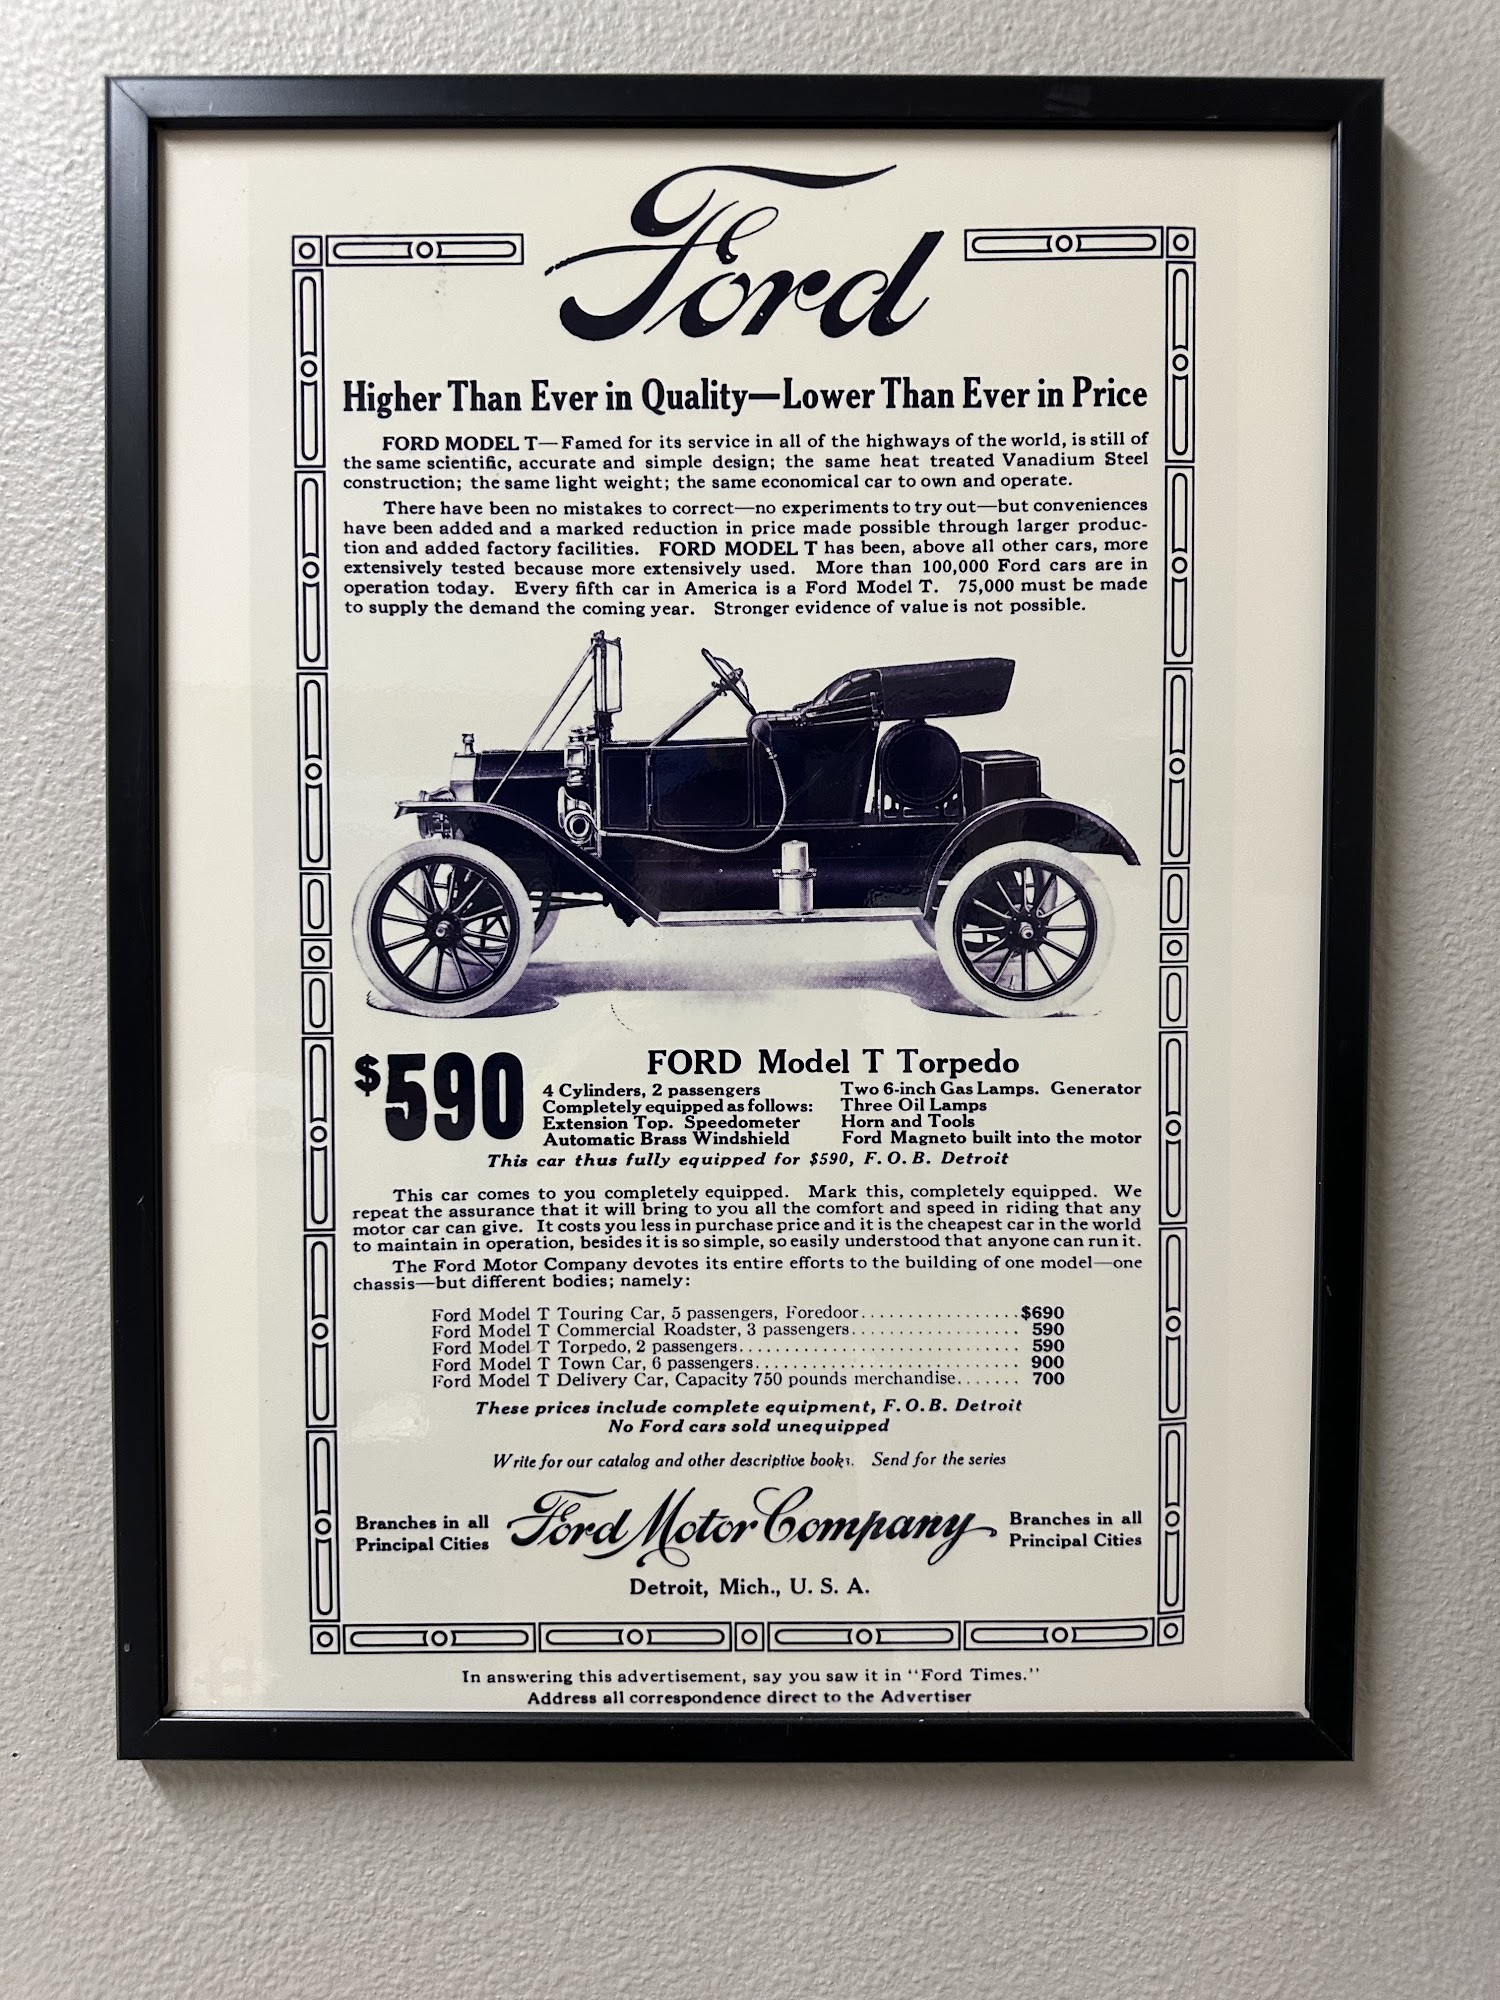 Ford
Higher Than Ever in Quality—Lower Than Ever in Price
FORD MODEL T—Famed for its service in all of the highways of the world, is still of
the same scientific, accurate and simple design; the same heat treated Vanadium Steel
construction; the same light weight; the same economical car to own and operate.
There have been no mistakes to correct—no experiments to try out—but conveniences
have been added and a marked reduction in price made possible through larger produc-
tion and added factory facilities. FORD MODEL T has been, above all other cars, more
extensively tested because more extensively used. More than 100,000 Ford cars are in
operation today. Every fifth car in America is a Ford Model T. 75,000 must be made
to supply the demand the coming year. Stronger evidence of value is not possible.
$590
FORD Model T Torpedo
4 Cylinders, 2 passengers
Completely equipped as follows:
Extension Top. Speedometer
Automatic Brass Windshield
Two 6-inch Gas Lamps. Generator
Three Oil Lamps
Horn and Tools
Ford Magneto built into the motor
This car thus fully equipped for $590, F. O. B. Detroit
This car comes to you completely equipped. Mark this, completely equipped. We
repeat the assurance that it will bring to you all the comfort and speed in riding that any
motor car can give. It costs you less in purchase price and it is the cheapest car in the world
to maintain in operation, besides it is so simple, so easily understood that anyone can run it.
The Ford Motor Company devotes its entire efforts to the building of one model—one
chassis—but different bodies; namely:
Ford Model T Touring Car, 5 passengers, Foredoor.................$690
Ford Model T Commercial Roadster, 3 passengers.................. 590
Ford Model T Torpedo, 2 passengers.............................. 590
Ford Model T Town Car, 6 passengers............................ 900
Ford Model T Delivery Car, Capacity 750 pounds merchandise....... 700
These prices include complete equipment, F. O. B. Detroit
No Ford cars sold unequipped
Write for our catalog and other descriptive books. Send for the series
Branches in all
Principal Cities
Ford Motor Company
Branches in all
Principal Cities
Detroit, Mich., U. S. A.
In answering this advertisement, say you saw it in "Ford Times."
Address all correspondence direct to the Advertiser